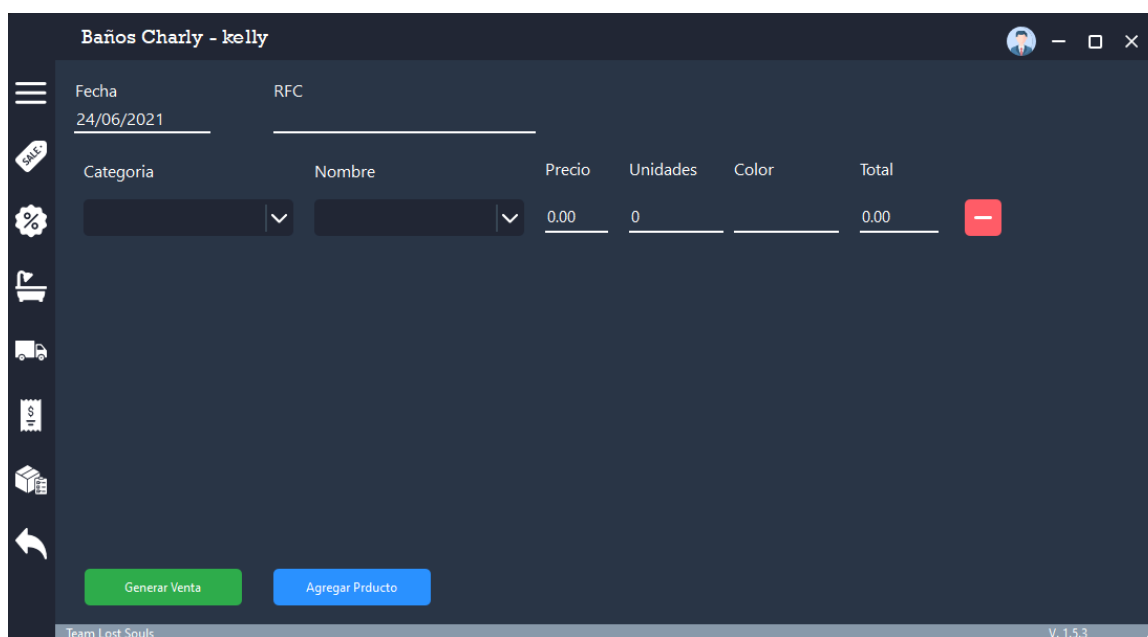 Baños Charly - kelly
Fecha
RFC
24/06/2021
SALE
Categoria
Nombre
Precio
Unidades
Color
Total
%
0.00
0
0.00
$
Generar Venta
Agregar Prducto
Team Lost Souls
V. 1.5.3